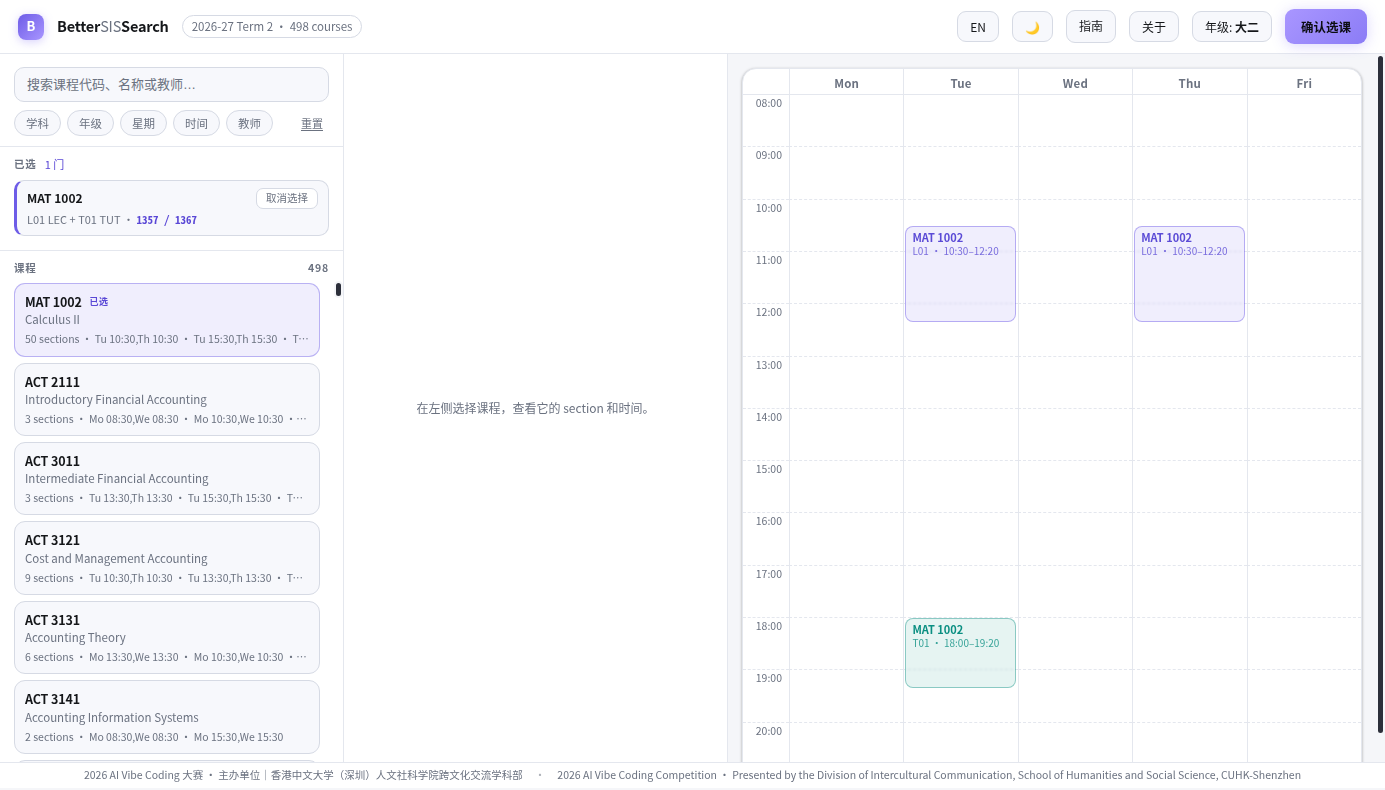 B BetterSISSearch 2026-27 Term 2 • 498 courses EN 🌙 指南 关于 年级: 大二 确认选课
搜索课程代码、名称或教师…
学科 年级 星期 时间 教师 重置
已选 1 门
MAT 1002 取消选择
L01 LEC + T01 TUT • 1357 / 1367
课程 498
MAT 1002 已选
Calculus II
50 sections • Tu 10:30,Th 10:30 • Tu 15:30,Th 15:30 • T…
ACT 2111
Introductory Financial Accounting
3 sections • Mo 08:30,We 08:30 • Mo 10:30,We 10:30 • …
ACT 3011
Intermediate Financial Accounting
3 sections • Tu 13:30,Th 13:30 • Tu 15:30,Th 15:30 • T…
ACT 3121
Cost and Management Accounting
9 sections • Tu 10:30,Th 10:30 • Tu 13:30,Th 13:30 • T…
ACT 3131
Accounting Theory
6 sections • Mo 13:30,We 13:30 • Mo 10:30,We 10:30 • …
ACT 3141
Accounting Information Systems
2 sections • Mo 08:30,We 08:30 • Mo 15:30,We 15:30
在左侧选择课程，查看它的 section 和时间。
Mon Tue Wed Thu Fri
08:00
09:00
10:00
MAT 1002 MAT 1002
L01 • 10:30–12:20 L01 • 10:30–12:20
11:00
12:00
13:00
14:00
15:00
16:00
17:00
18:00
MAT 1002
T01 • 18:00–19:20
19:00
20:00
2026 AI Vibe Coding 大赛 • 主办单位｜香港中文大学（深圳）人文社科学院跨文化交流学科部 · 2026 AI Vibe Coding Competition • Presented by the Division of Intercultural Communication, School of Humanities and Social Science, CUHK-Shenzhen